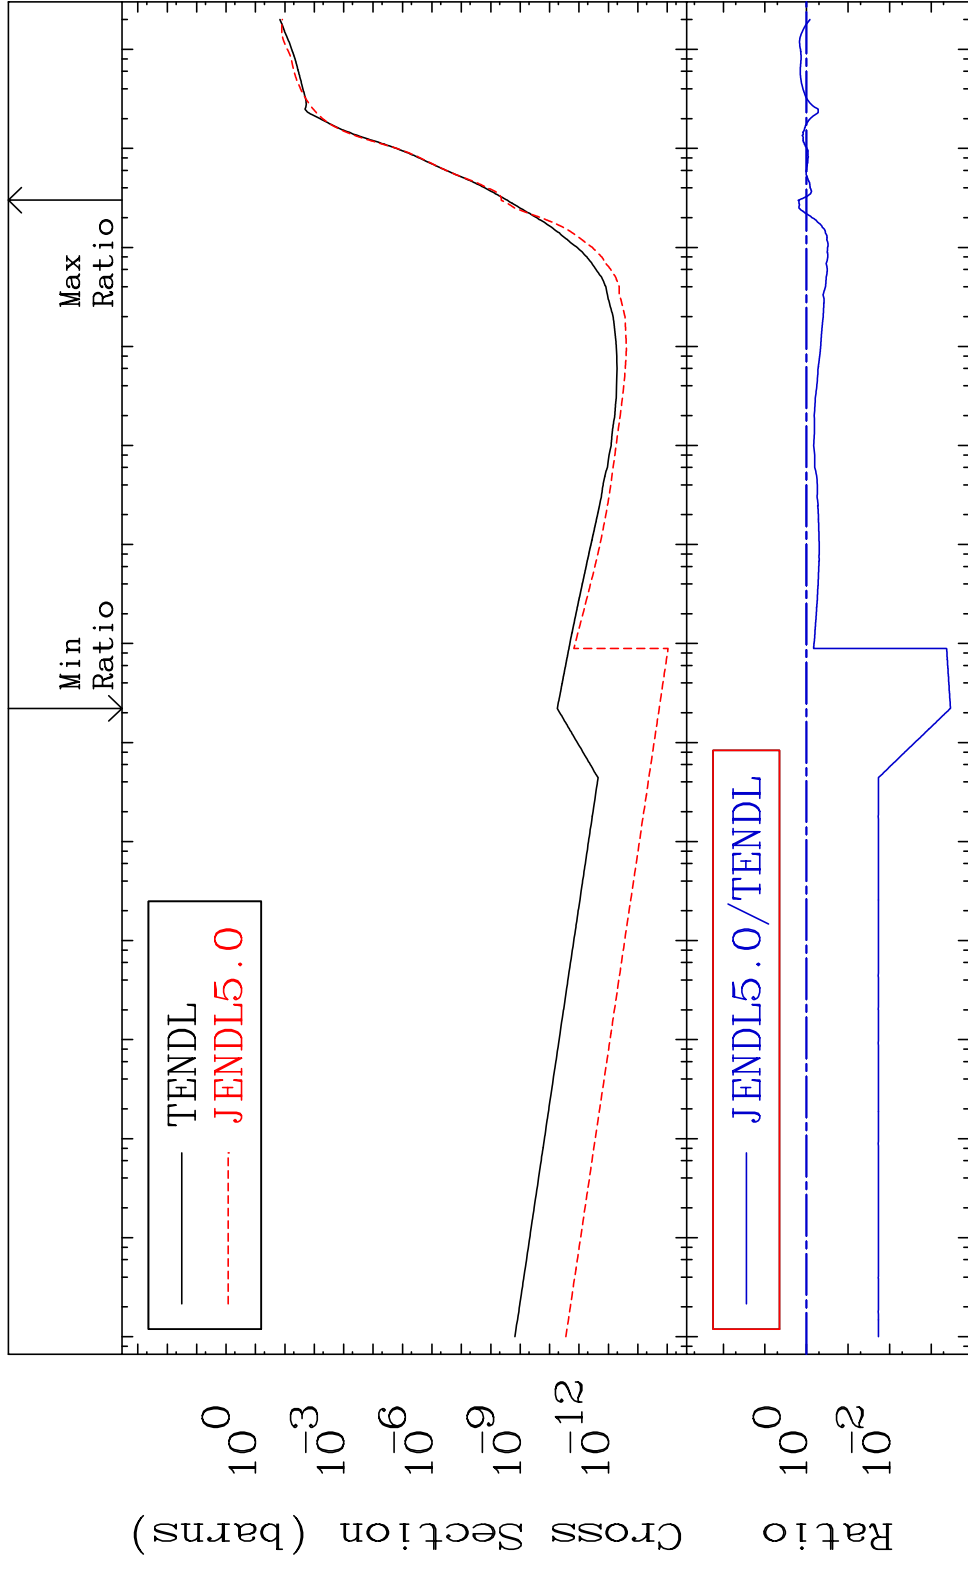 Min
Ratio
Max
Ratio
TENDL
JENDL5.0
Cross Section (barns)
10^0
10^-3
10^-6
10^-9
10^-12
JENDL5.0/TENDL
Ratio
10^0
10^-2